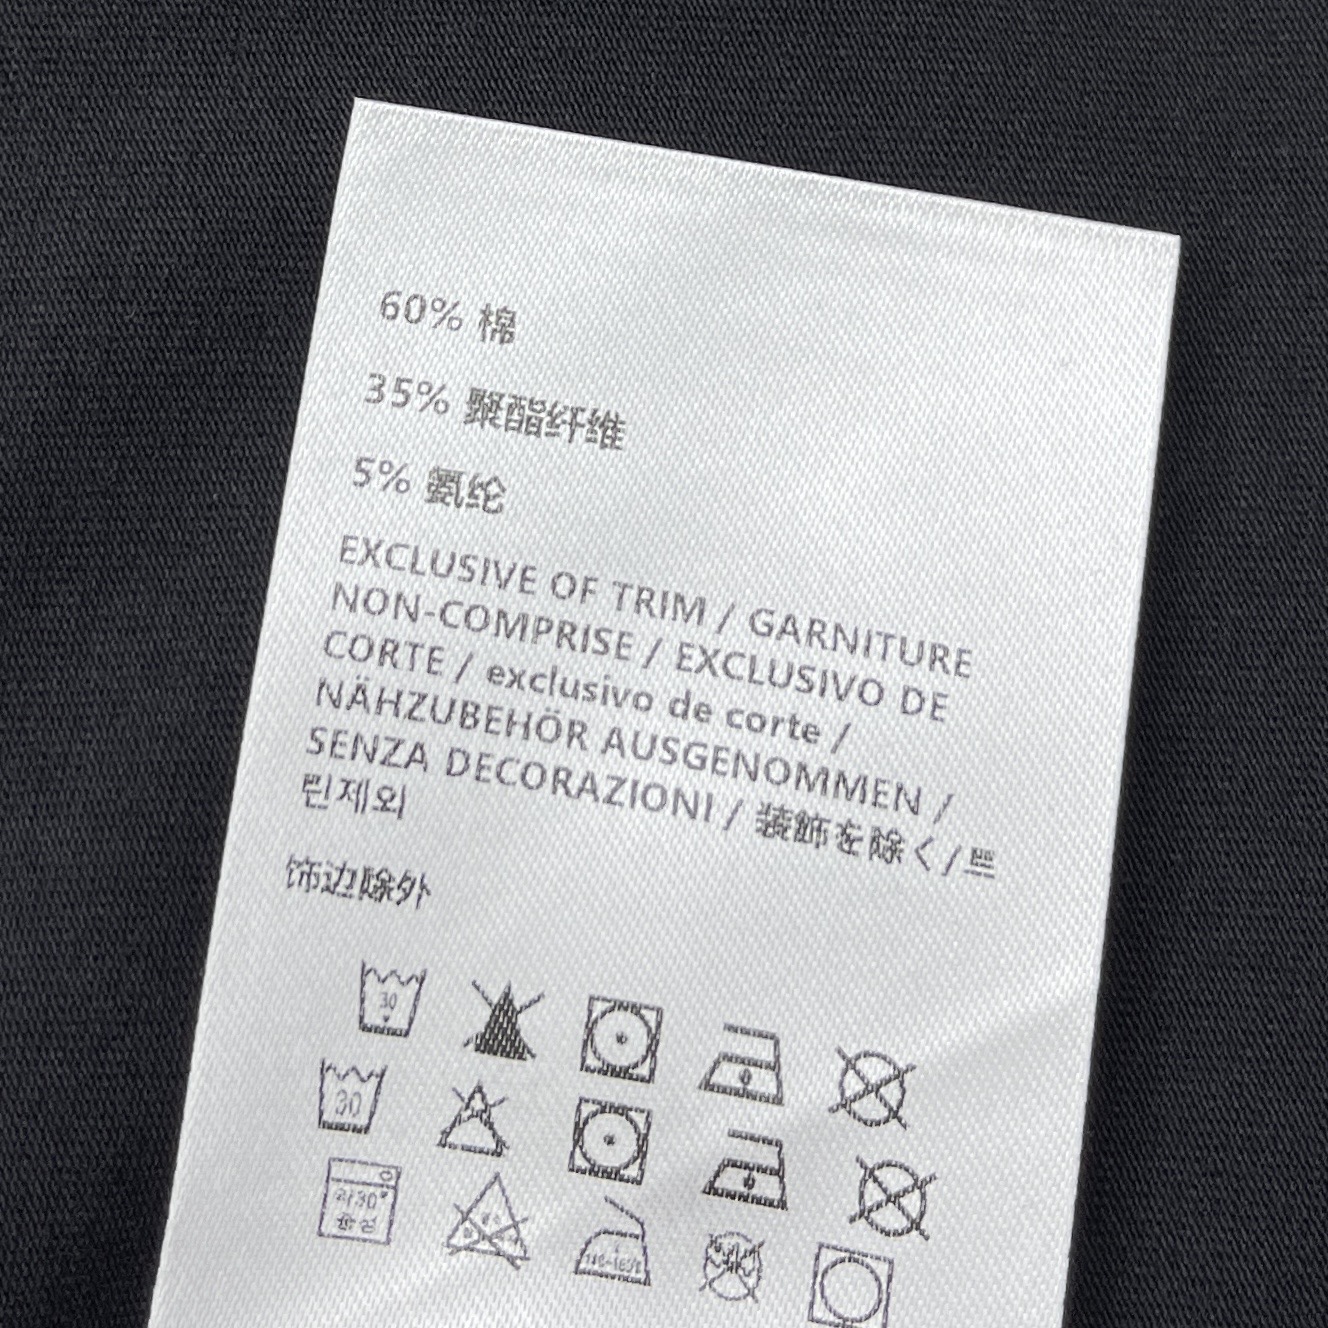 60% 棉
35% 聚酯纤维
5% 氨纶
EXCLUSIVE OF TRIM / GARNITURE
NON-COMPRISE / EXCLUSIVO DE
CORTE / exclusivo de corte /
NÄHZUBEHÖR AUSGENOMMEN /
SENZA DECORAZIONI / 装飾を除く/트
린제외
饰边除外
30
30